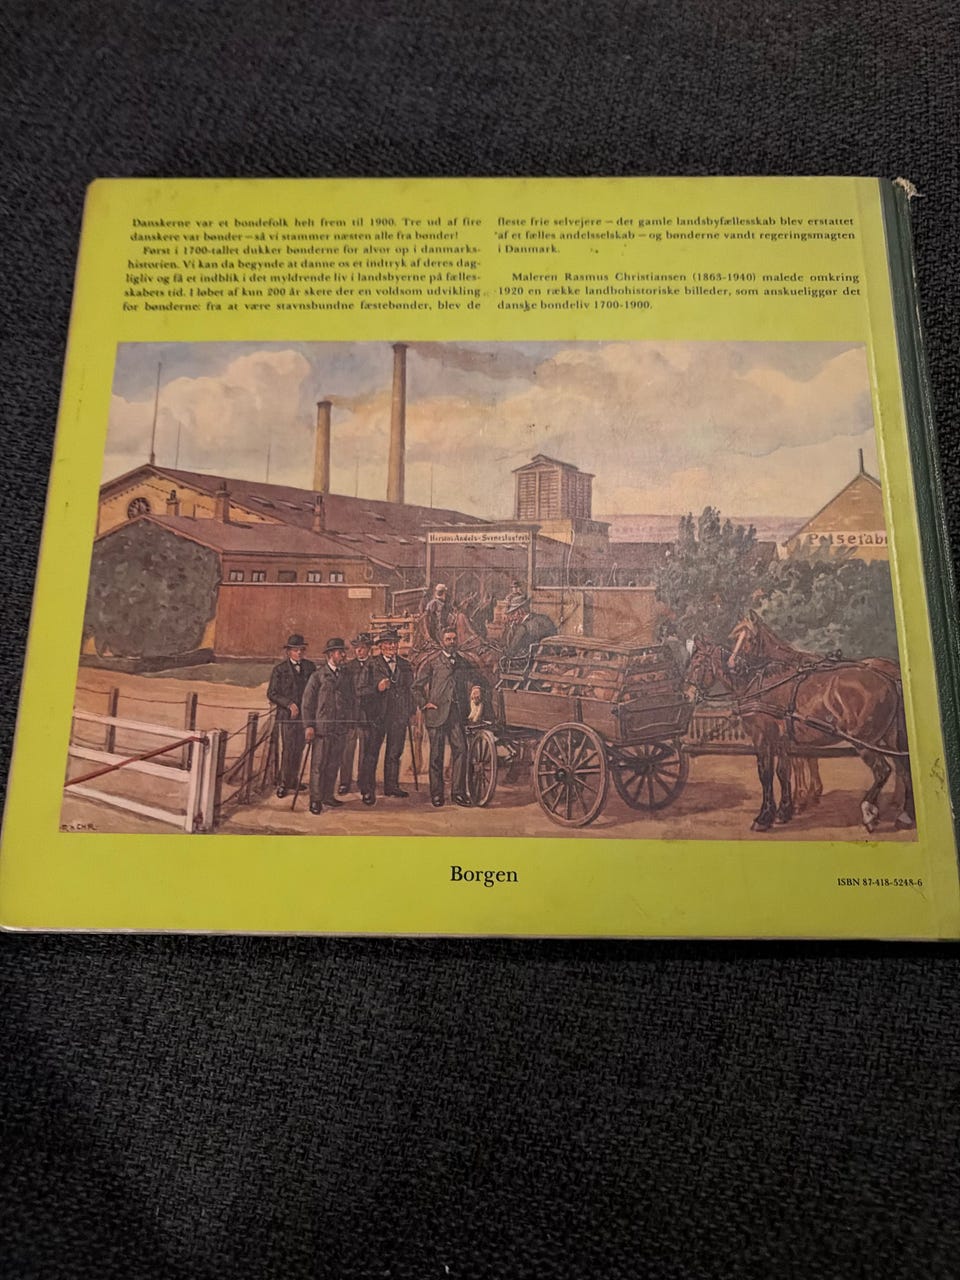 Danskerne var et bondefolk helt frem til 1900. Tre ud af fire
danskere var bønder – så vi stammer næsten alle fra bønder!
Først i 1700-tallet dukker bønderne for alvor op i danmarks-
historien. Vi kan da begynde at danne os et indtryk af deres dag-
ligliv og få et indblik i det myldrende liv i landsbyerne på fælles-
skabets tid. I løbet af kun 200 år skete der en voldsom udvikling
for bønderne: fra at være stavnsbundne fæstebønder, blev de
fleste frie selvejere – det gamle landsbyfællesskab blev erstattet
af et fælles andelsselskab – og bønderne vandt regeringsmagten
i Danmark.
Maleren Rasmus Christiansen (1863-1940) malede omkring
1920 en række landbohistoriske billeder, som anskueliggør det
danske bondeliv 1700-1900.
Horsens Andels-Svineslagteri
Pølsefabr
Borgen
ISBN 87-418-5248-6